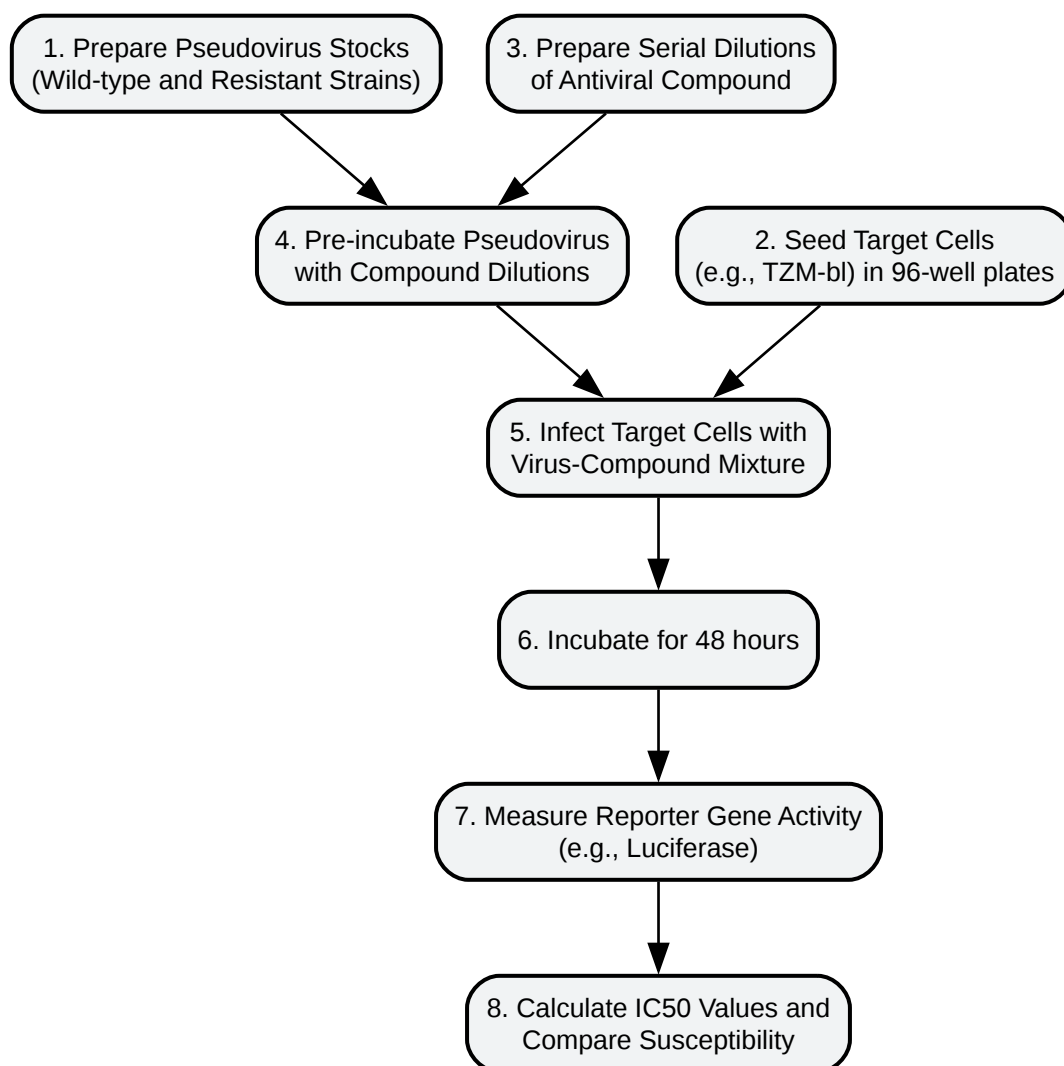 1. Prepare Pseudovirus Stocks
(Wild-type and Resistant Strains)
3. Prepare Serial Dilutions
of Antiviral Compound
4. Pre-incubate Pseudovirus
with Compound Dilutions
2. Seed Target Cells
(e.g., TZM-bl) in 96-well plates
5. Infect Target Cells with
Virus-Compound Mixture
6. Incubate for 48 hours
7. Measure Reporter Gene Activity
(e.g., Luciferase)
8. Calculate IC50 Values and
Compare Susceptibility